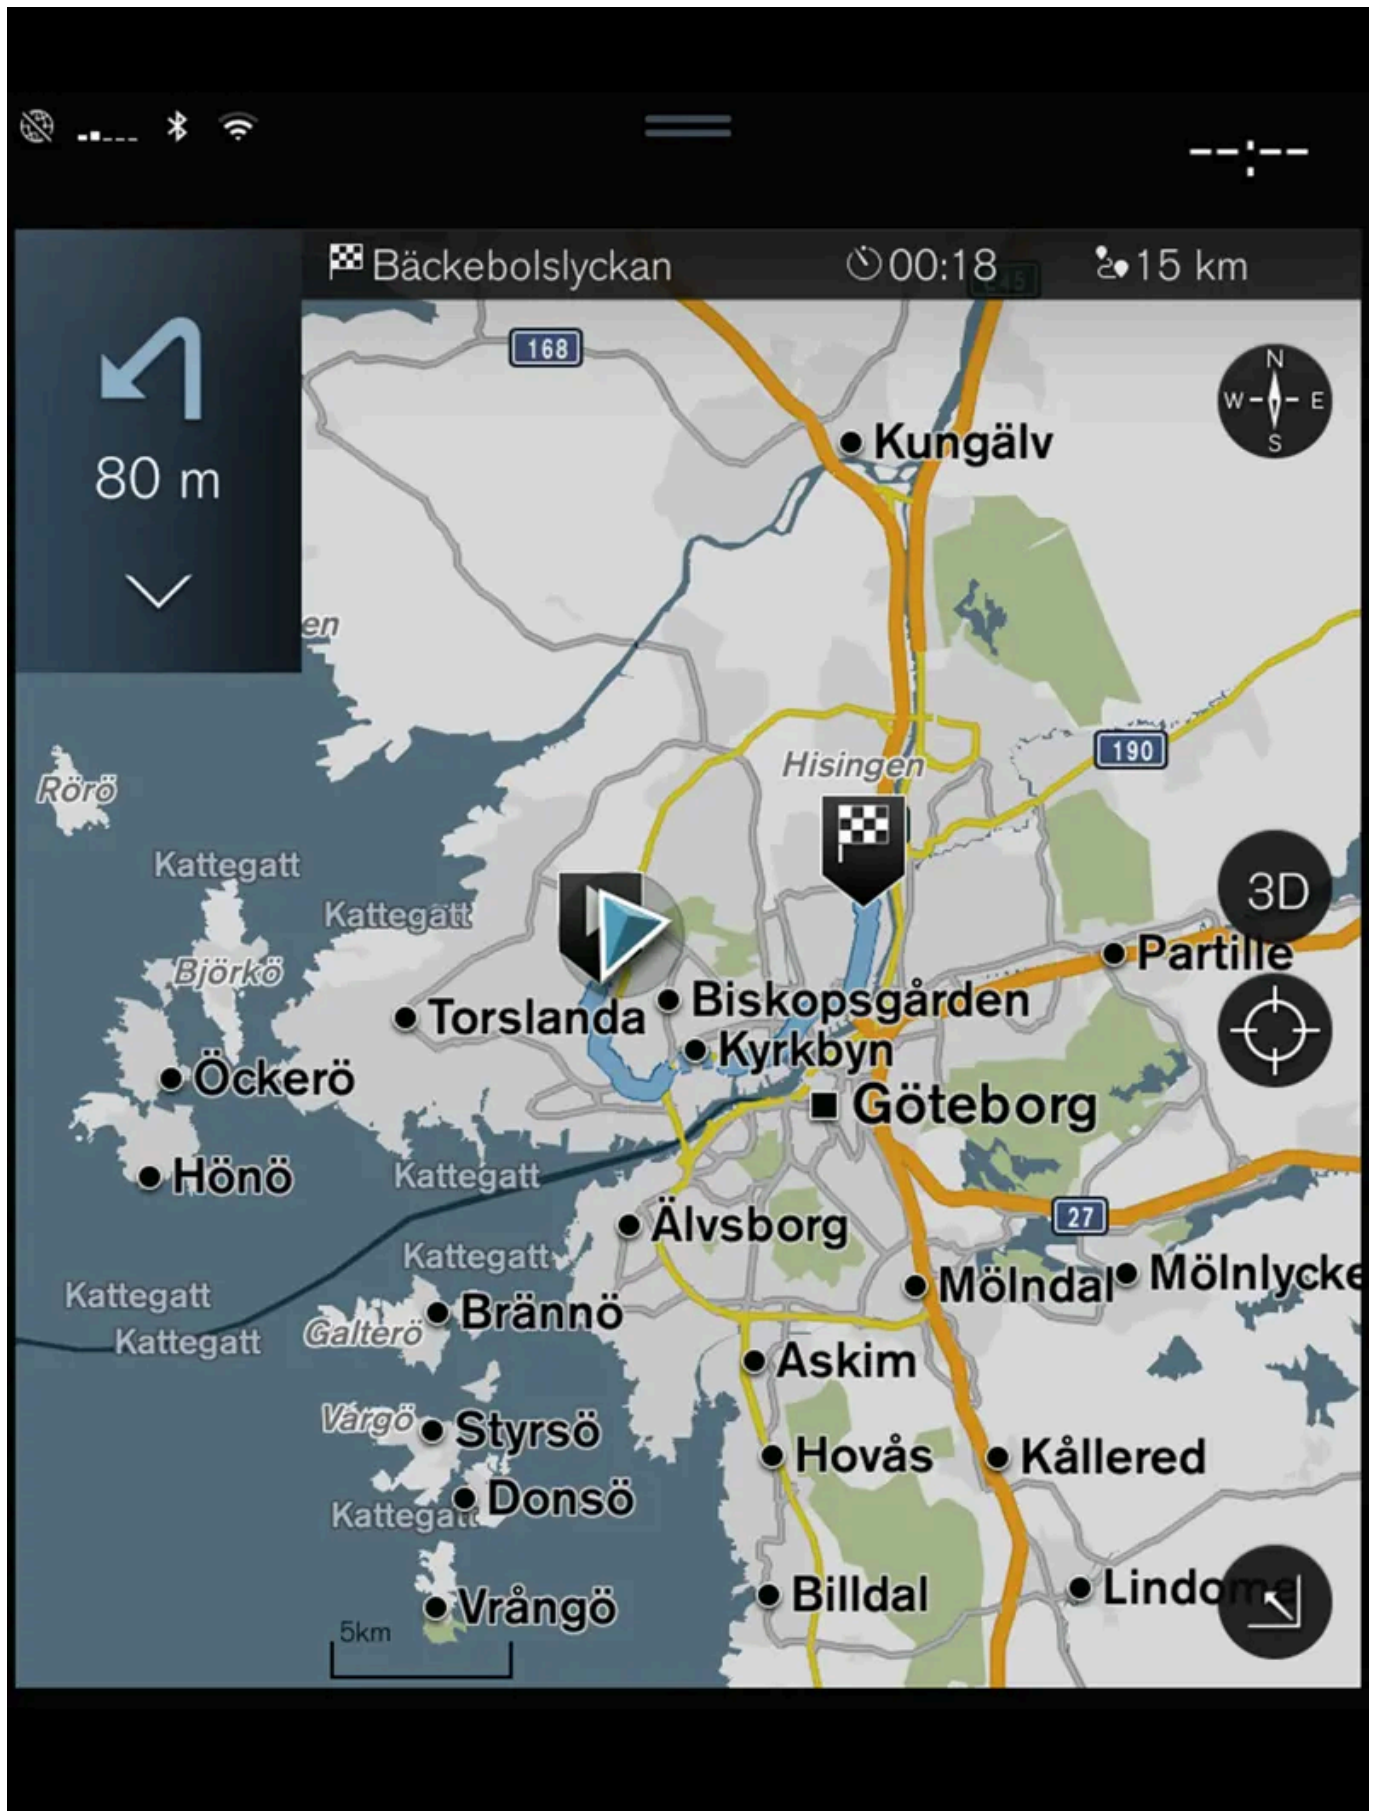 --:--
Bäckebolslyckan 00:18 15 km
80 m
168
N
W E
S
Kungälv
en
190
Hisingen
Rörö
Kattegatt
Kattegatt
3D
Partille
Björkö
Biskopsgården
Torslanda
Kyrkbyn
Öckerö
Göteborg
Hönö
Kattegatt
27
Älvsborg
Kattegatt
Mölndal
Mölnlycke
Kattegatt
Brännö
Galterö
Kattegatt
Askim
Vargö
Styrsö
Hovås
Kållered
Donsö
Kattegatt
Billdal
Lindome
Vrångö
5km